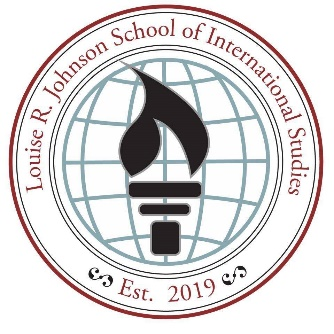 Louise R. Johnson School of International Studies
Est. 2019